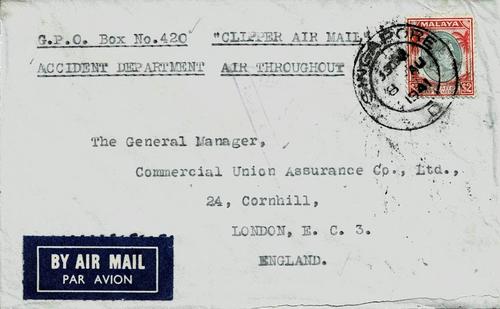 G.P.O. Box No.420 "CLIPPER AIR MAIL
ACCIDENT DEPARTMENT AIR THROUGHOUT
MALAYA
$2
SINGAPORE
1941
The General Manager,
Commercial Union Assurance Co., Ltd.,
24, Cornhill,
LONDON, E. C. 3.
ENGLAND.
BY AIR MAIL
PAR AVION